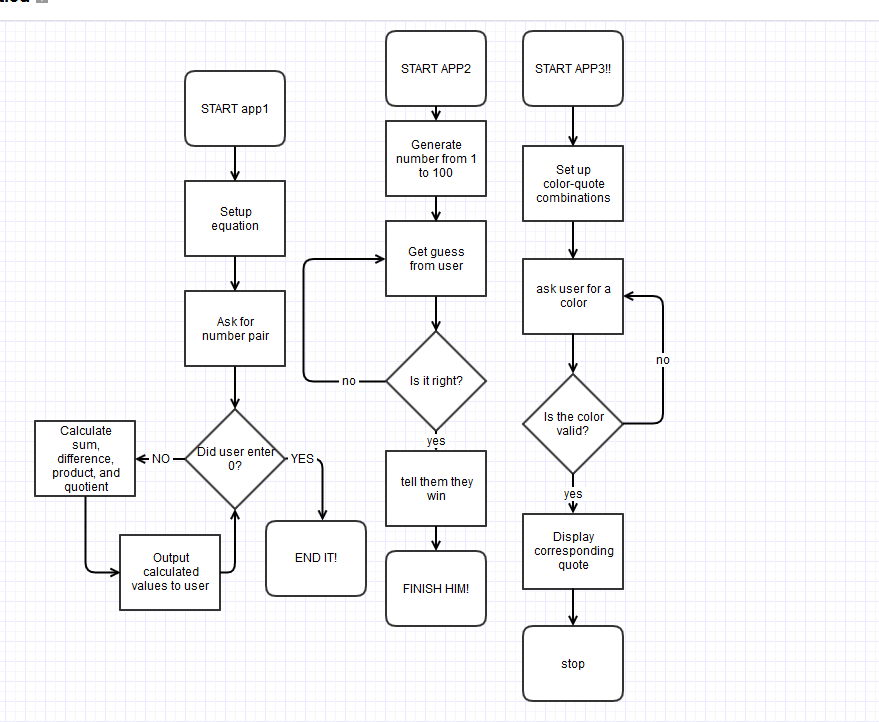 START app1
Setup
equation
Ask for
number pair
Did user enter
0?
NO
YES
Calculate
sum,
difference,
product, and
quotient
Output
calculated
values to user
END IT!
START APP2
Generate
number from 1
to 100
Get guess
from user
Is it right?
no
yes
tell them they
win
FINISH HIM!
START APP3!!
Set up
color-quote
combinations
ask user for a
color
Is the color
valid?
no
yes
Display
corresponding
quote
stop